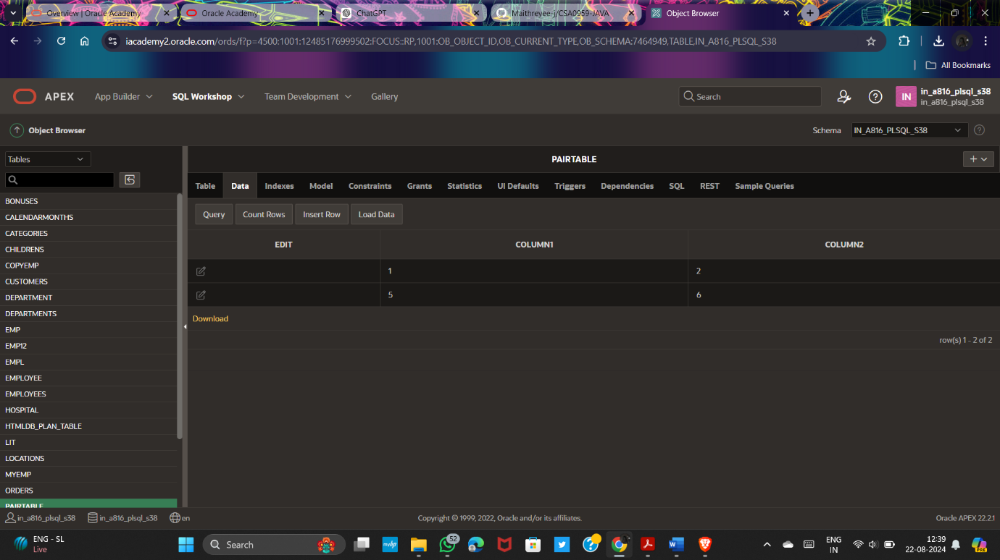 Overview | Oracle Academy
Oracle Academy
ChatGPT
Maithreyee-j/CSA0959-JAVA
Object Browser
iacademy2.oracle.com/ords/f?p=4500:1001:12485176999502:FOCUS::RP,1001:OB_OBJECT_ID,OB_CURRENT_TYPE,OB_SCHEMA:7464949,TABLE,IN_A816_PLSQL_S38
All Bookmarks
APEX
App Builder
SQL Workshop
Team Development
Gallery
Search
IN
in_a816_plsql_s38
in_a816_plsql_s38
Object Browser
Schema
IN_A816_PLSQL_S38
Tables
BONUSES
CALENDARMONTHS
CATEGORIES
CHILDRENS
COPYEMP
CUSTOMERS
DEPARTMENT
DEPARTMENTS
EMP
EMP12
EMPL
EMPLOYEE
EMPLOYEES
HOSPITAL
HTMLDB_PLAN_TABLE
LIT
LOCATIONS
MYEMP
ORDERS
PAIRTABLE
PAIRTABLE
Table Data Indexes Model Constraints Grants Statistics UI Defaults Triggers Dependencies SQL REST Sample Queries
Query Count Rows Insert Row Load Data
EDIT COLUMN1 COLUMN2
1 2
5 6
Download
row(s) 1 - 2 of 2
in_a816_plsql_s38 in_a816_plsql_s38 en
Copyright © 1999, 2022, Oracle and/or its affiliates.
Oracle APEX 22.2.1
ENG - SL
Live
Search
mvhp
52
ENG
IN
12:39
22-08-2024
PRE